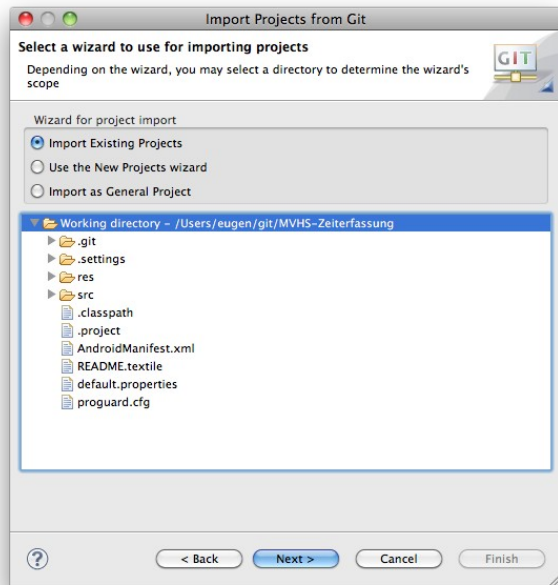 Import Projects from Git
Select a wizard to use for importing projects
Depending on the wizard, you may select a directory to determine the wizard's
scope
GIT
Wizard for project import
Import Existing Projects
Use the New Projects wizard
Import as General Project
Working directory – /Users/eugen/git/MVHS-Zeiterfassung
.git
.settings
res
src
.classpath
.project
AndroidManifest.xml
README.textile
default.properties
proguard.cfg
?
< Back
Next >
Cancel
Finish